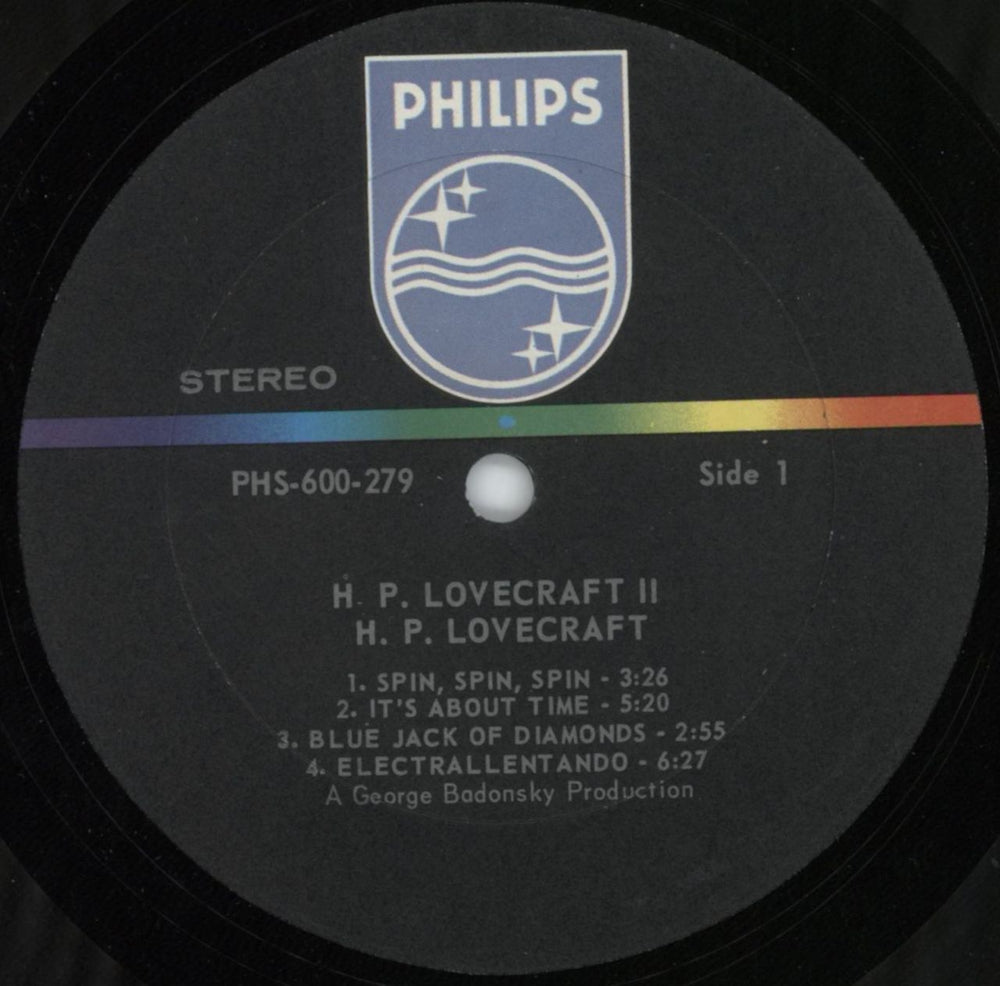 PHILIPS
STEREO
PHS-600-279 Side 1
H. P. LOVECRAFT II
H. P. LOVECRAFT
1. SPIN, SPIN, SPIN - 3:26
2. IT'S ABOUT TIME - 5:20
3. BLUE JACK OF DIAMONDS - 2:55
4. ELECTRALLENTANDO - 6:27
A George Badonsky Production